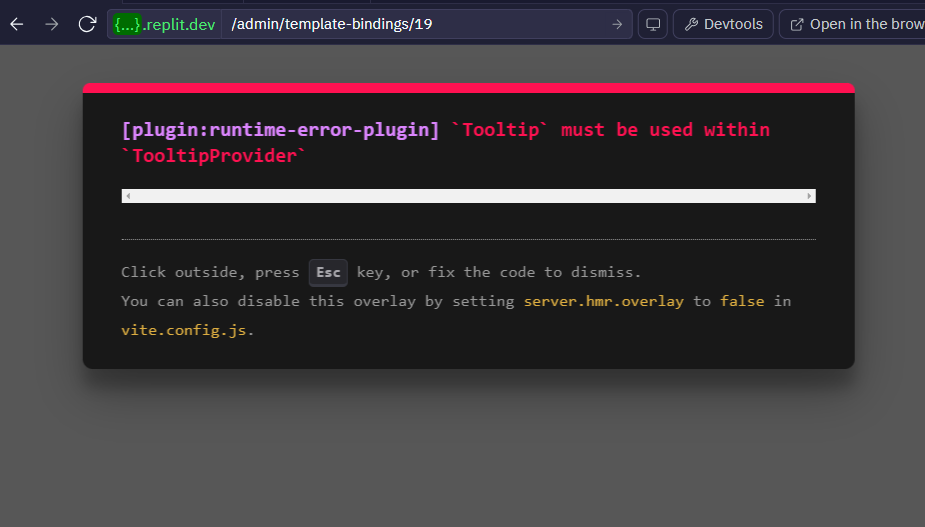 {...}.replit.dev /admin/template-bindings/19 Devtools Open in the brow
[plugin:runtime-error-plugin] `Tooltip` must be used within
`TooltipProvider`
Click outside, press Esc key, or fix the code to dismiss.
You can also disable this overlay by setting server.hmr.overlay to false in
vite.config.js.